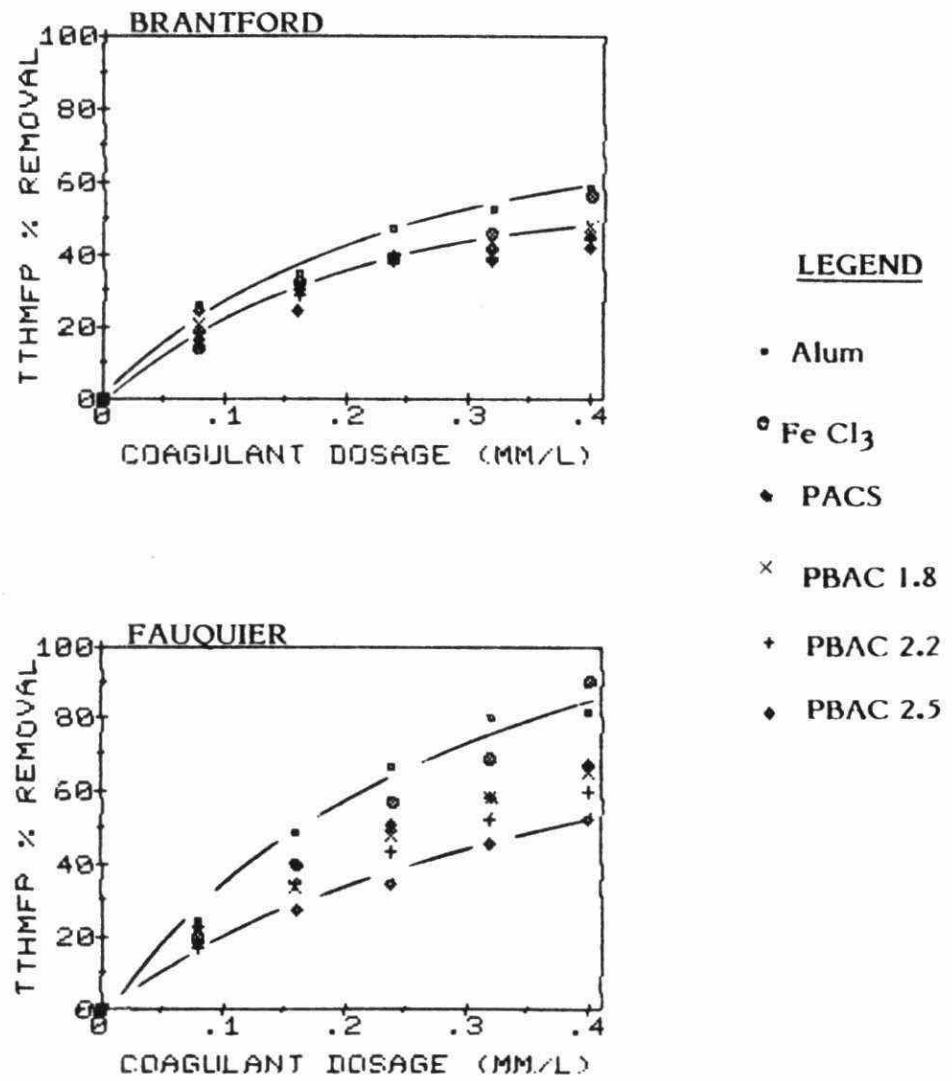 BRANTFORD
100
80
60
40
20
0
TTHMFP % REMOVAL
0 .1 .2 .3 0.4
COAGULANT DOSAGE (MM/L)
LEGEND
Alum
Fe Cl3
PACS
PBAC 1.8
PBAC 2.2
PBAC 2.5
FAUQUIER
100
80
60
40
20
0
TTHMFP % REMOVAL
0 .1 .2 .3 0.4
COAGULANT DOSAGE (MM/L)